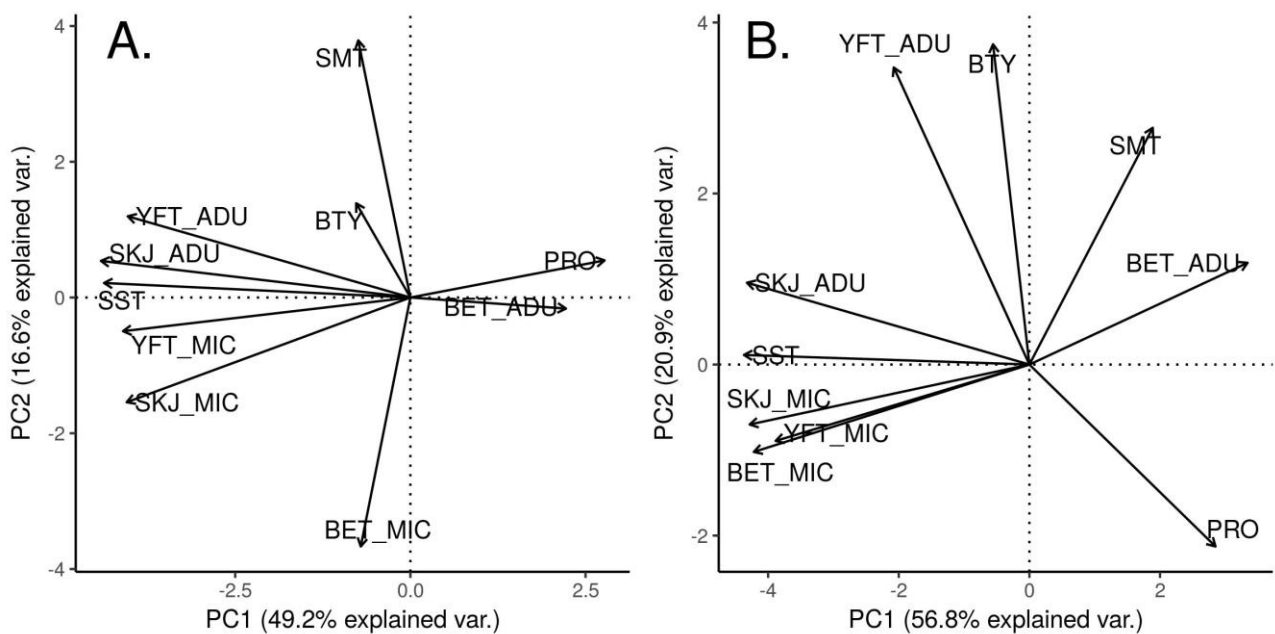 A.
PC2 (16.6% explained var.)
4
2
0
-2
-4
SMT
YFT_ADU
BTY
SKJ_ADU
PRO
SST
BET_ADU
YFT_MIC
SKJ_MIC
BET_MIC
-2.5
0.0
2.5
PC1 (49.2% explained var.)
B.
PC2 (20.9% explained var.)
4
2
0
-2
YFT_ADU
BTY
SMT
BET_ADU
SKJ_ADU
SST
SKJ_MIC
YFT_MIC
BET_MIC
PRO
-4
-2
0
2
PC1 (56.8% explained var.)